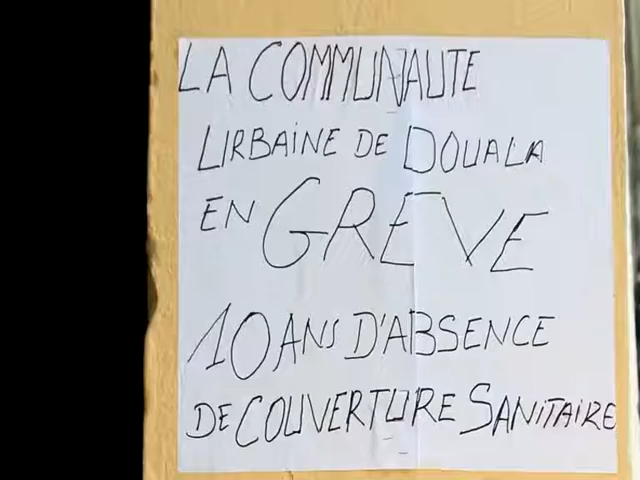 LA COMMUNAUTE
URBAINE DE DOUALA
EN GREVE
10 ANS D'ABSENCE
DE COUVERTURE SANITAIRE